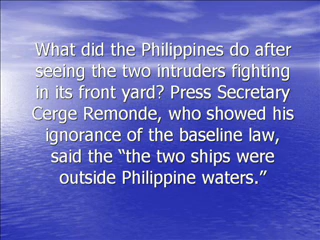 What did the Philippines do after
seeing the two intruders fighting
in its front yard? Press Secretary
Cerge Remonde, who showed his
ignorance of the baseline law,
said the “the two ships were
outside Philippine waters.”